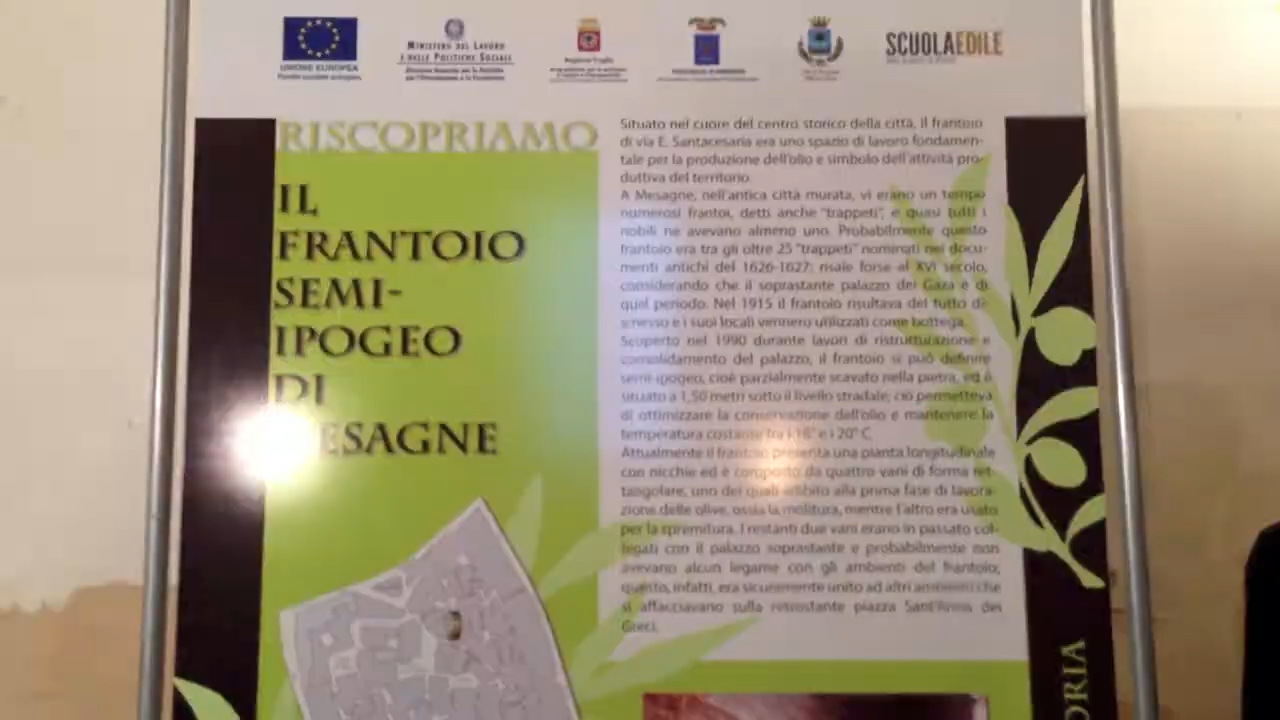 UNIONE EUROPEA
MINISTERO DEL LAVORO
E DELLE POLITICHE SOCIALI
Regione Puglia
SCUOLAEDILE
RISCOPRIAMO
IL
FRANTOIO
SEMI-
IPOGEO
DI
ESAGNE
Situato nel cuore del centro storico della città, il frantoio
di via E. Santacesaria era uno spazio di lavoro fondamen-
tale per la produzione dell'olio e simbolo dell'attività pro-
duttiva del territorio.
A Mesagne, nell'antica città murata, vi erano un tempo
numerosi frantoi, detti anche "trappeti", e quasi tutti i
nobili ne avevano almeno uno. Probabilmente questo
frantoio era tra gli oltre 25 "trappeti" nominati nei docu-
menti antichi del 1626-1627; risale forse al XVI secolo,
considerando che il soprastante palazzo dei Gaza è di
quel periodo. Nel 1915 il frantoio risultava del tutto di-
smesso e i suoi locali vennero utilizzati come bottega.
Scoperto nel 1990 durante lavori di ristrutturazione e
consolidamento del palazzo, il frantoio si può definire
semi-ipogeo, cioè parzialmente scavato nella pietra, ed è
situato a 1,50 metri sotto il livello stradale; ciò permetteva
di ottimizzare la conservazione dell'olio e mantenere la
temperatura costante fra i 18° e i 20° C.
Attualmente il frantoio presenta una pianta longitudinale
con nicchie ed è composto da quattro vani di forma ret-
tangolare, uno dei quali adibito alla prima fase di lavora-
zione delle olive, ossia la molitura, mentre l'altro era usato
per la spremitura. I restanti due vani erano in passato col-
legati con il palazzo soprastante e probabilmente non
avevano alcun legame con gli ambienti del frantoio;
questo, infatti, era sicuramente unito ad altri ambienti che
si affacciavano sulla retrostante piazza Sant'Anna dei
Greci.
ORIA